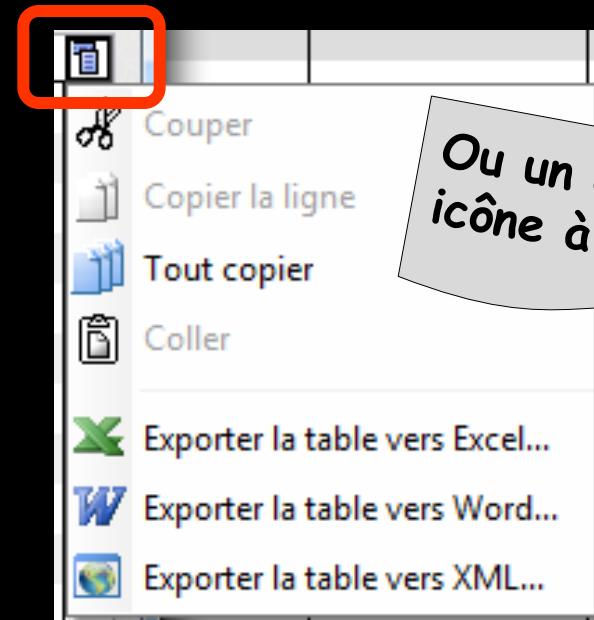 Couper
Copier la ligne
Tout copier
Coller
Exporter la table vers Excel...
Exporter la table vers Word...
Exporter la table vers XML...
Ou un
icône à